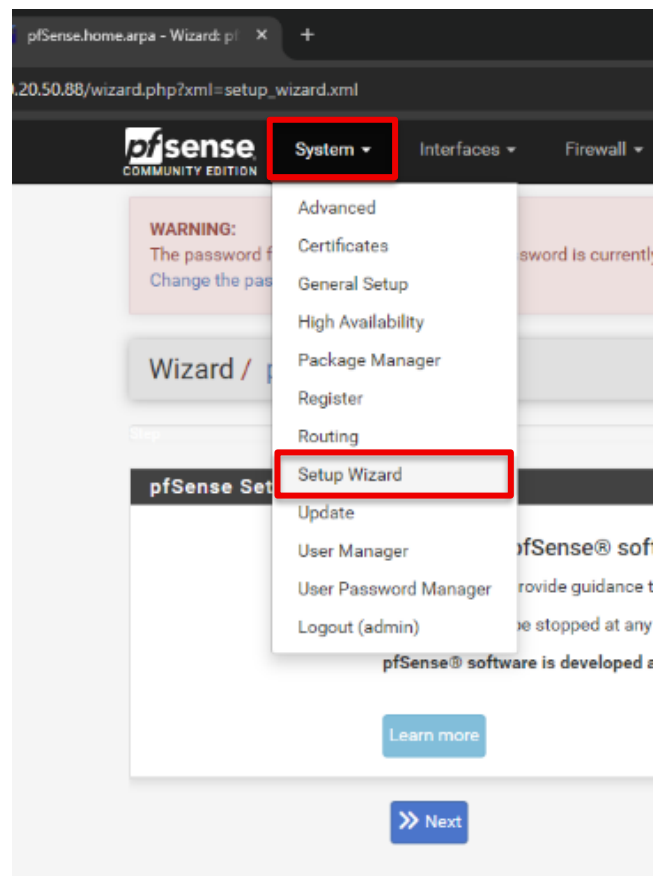 pfSense.home.arpa - Wizard: pf
.20.50.88/wizard.php?xml=setup_wizard.xml
pfsense
COMMUNITY EDITION
System
Interfaces
Firewall
Advanced
Certificates
General Setup
High Availability
Package Manager
Register
Routing
Setup Wizard
Update
User Manager
User Password Manager
Logout (admin)
WARNING:
The password f sword is currently
Change the pas
Wizard / p
Step
pfSense Set
pfSense® soft
rovide guidance t
be stopped at any
pfSense® software is developed a
Learn more
Next